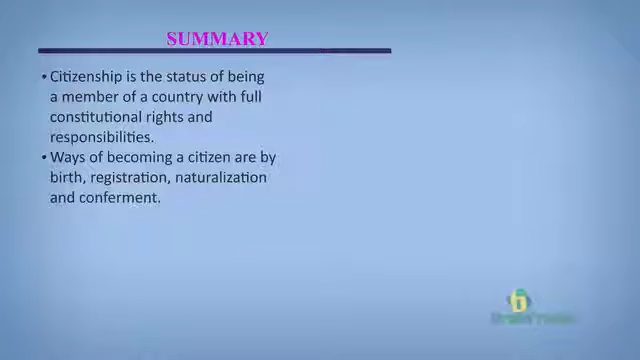 SUMMARY
• Citizenship is the status of being
a member of a country with full
constitutional rights and
responsibilities.
• Ways of becoming a citizen are by
birth, registration, naturalization
and conferment.